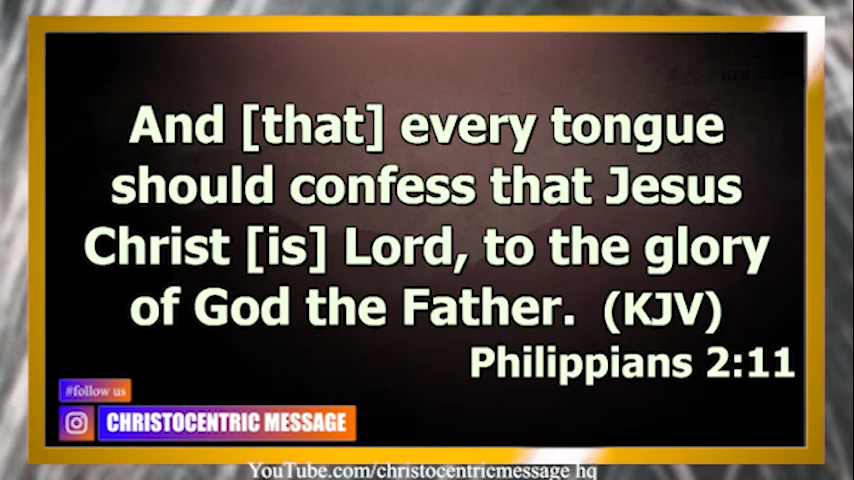 And [that] every tongue
should confess that Jesus
Christ [is] Lord, to the glory
of God the Father. (KJV)
Philippians 2:11
#follow us
CHRISTOCENTRIC MESSAGE
YouTube.com/christocentricmessage hq